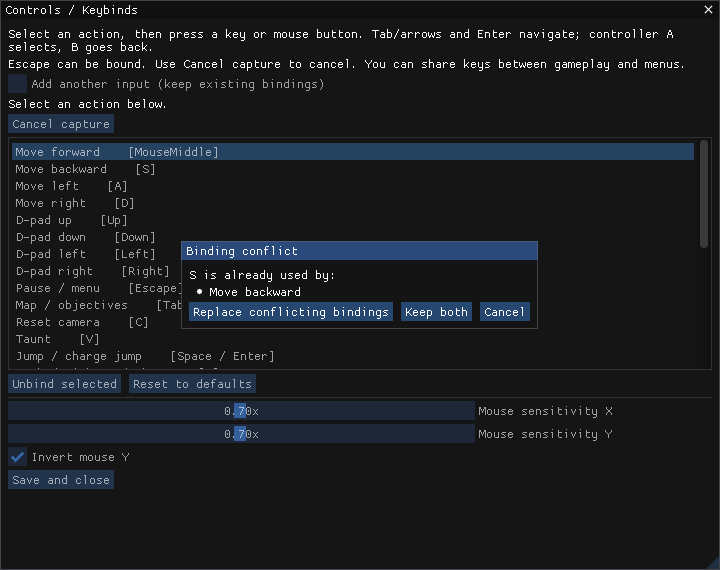 Controls / Keybinds
Select an action, then press a key or mouse button. Tab/arrows and Enter navigate; controller A
selects, B goes back.
Escape can be bound. Use Cancel capture to cancel. You can share keys between gameplay and menus.
Add another input (keep existing bindings)
Select an action below.
Cancel capture
Move forward [MouseMiddle]
Move backward [S]
Move left [A]
Move right [D]
D-pad up [Up]
D-pad down [Down]
D-pad left [Left]
D-pad right [Right]
Pause / menu [Escape]
Map / objectives [Tab
Reset camera [C]
Taunt [V]
Jump / charge jump [Space / Enter]
Binding conflict
S is already used by:
Move backward
Replace conflicting bindings Keep both Cancel
Unbind selected Reset to defaults
0.70x Mouse sensitivity X
0.70x Mouse sensitivity Y
Invert mouse Y
Save and close